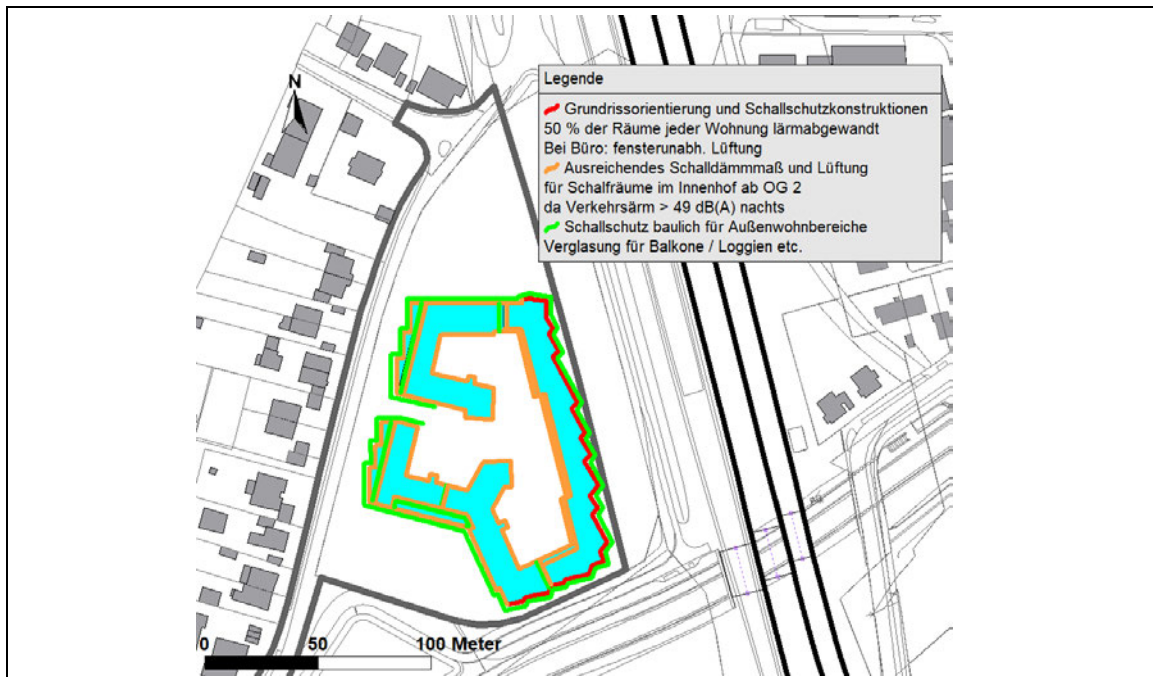 N
Legende
Grundrissorientierung und Schallschutzkonstruktionen
50 % der Räume jeder Wohnung lärmabgewandt
Bei Büro: fensterunabh. Lüftung
Ausreichendes Schalldämmmaß und Lüftung
für Schalfräume im Innenhof ab OG 2
da Verkehrsärm > 49 dB(A) nachts
Schallschutz baulich für Außenwohnbereiche
Verglasung für Balkone / Loggien etc.
0 50 100 Meter